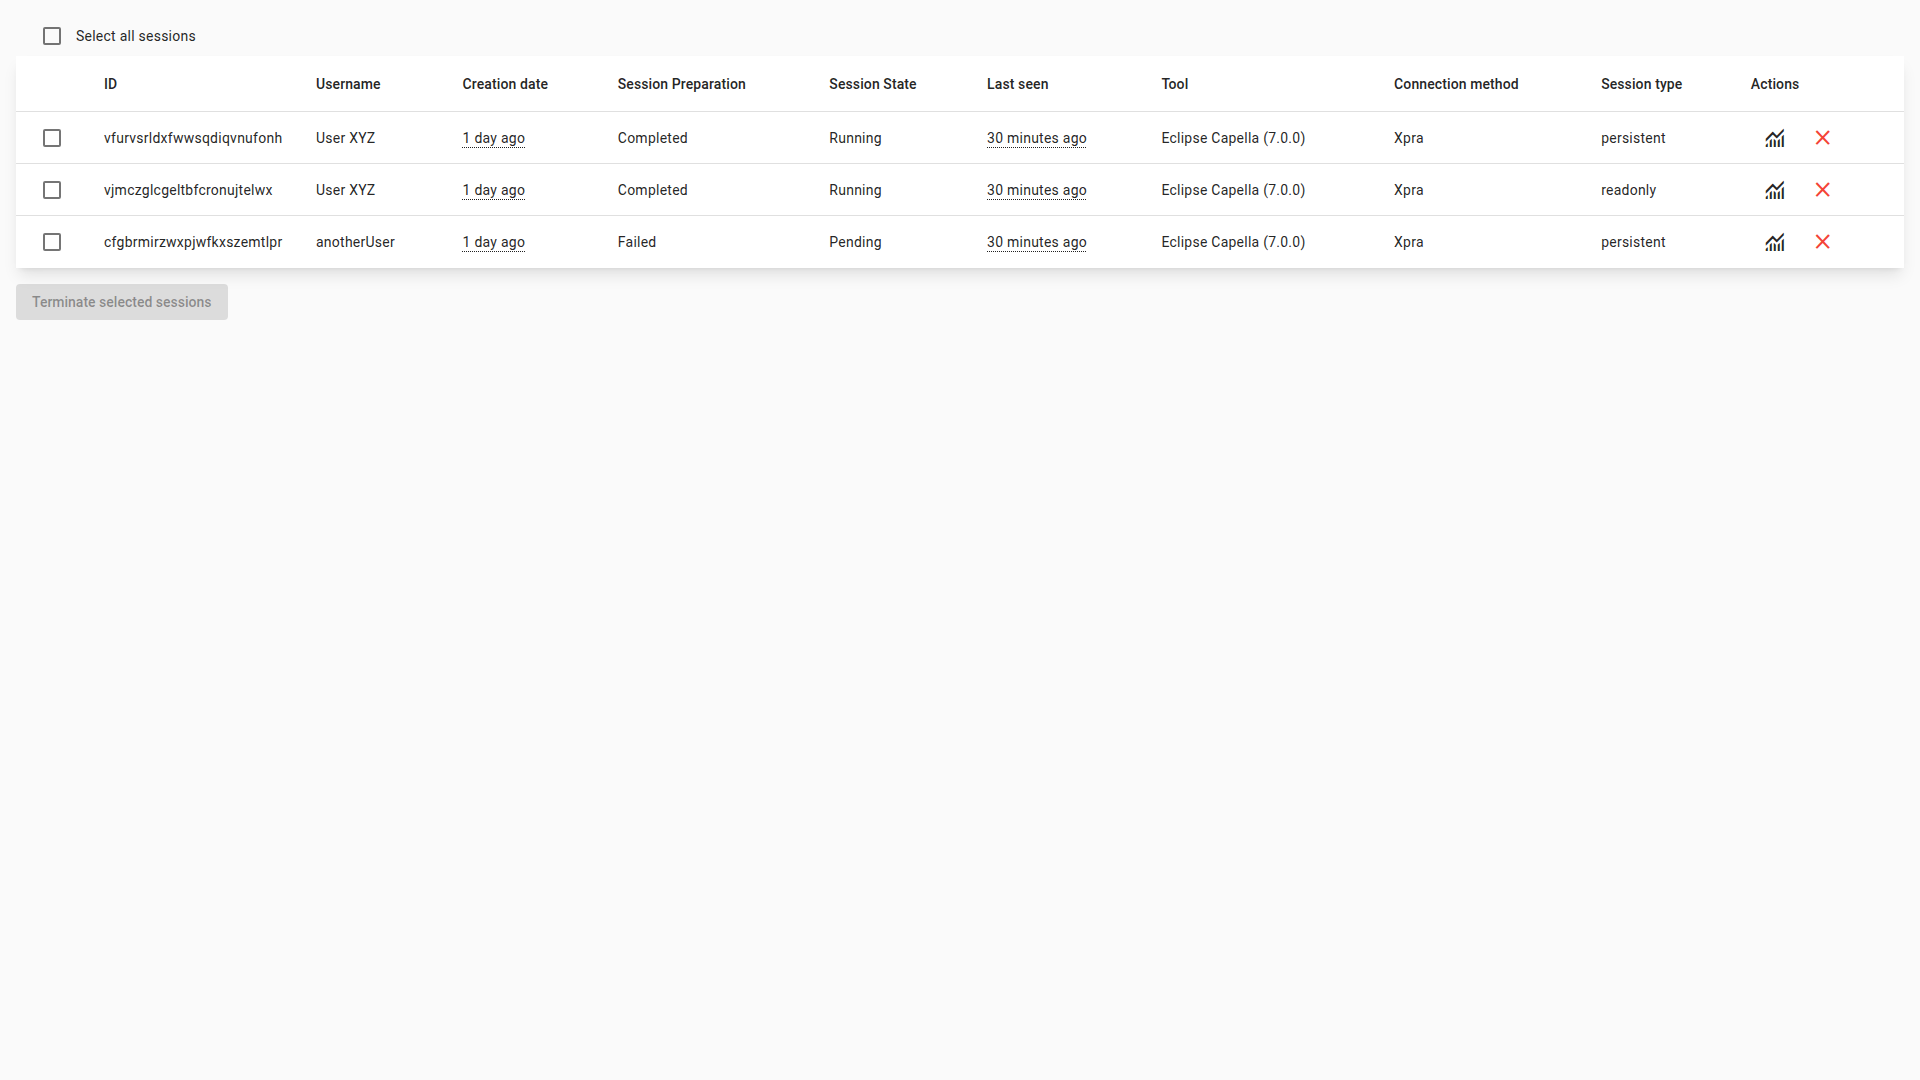 Select all sessions
ID Username Creation date Session Preparation Session State Last seen Tool Connection method Session type Actions
vfurvsrldxfwwsqdiqvnufonh User XYZ 1 day ago Completed Running 30 minutes ago Eclipse Capella (7.0.0) Xpra persistent
vjmczglcgeltbfcronujtelwx User XYZ 1 day ago Completed Running 30 minutes ago Eclipse Capella (7.0.0) Xpra readonly
cfgbrmirzwxpjwfkxszemtlpr anotherUser 1 day ago Failed Pending 30 minutes ago Eclipse Capella (7.0.0) Xpra persistent
Terminate selected sessions